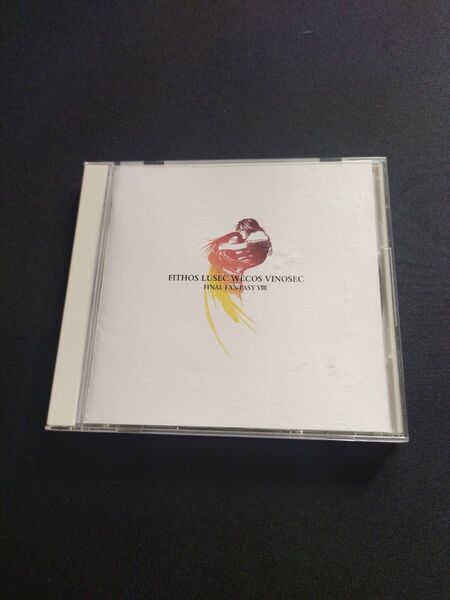 FITHOS LUSEC WECOS VINOSEC
FINAL FANTASY VIII